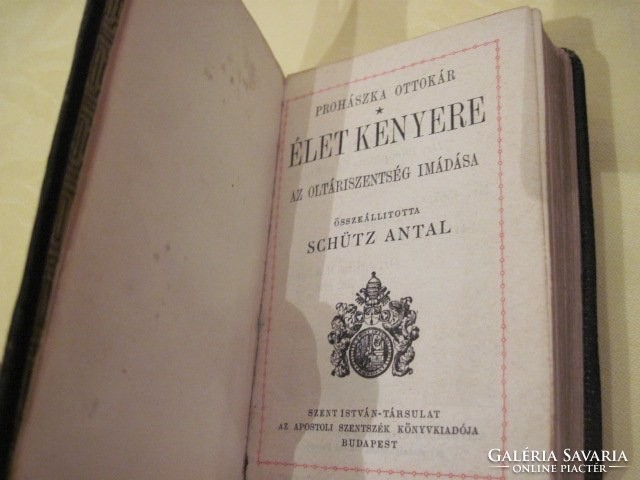 PROHÁSZKA OTTOKÁR
★
ÉLET KENYERE
AZ OLTÁRISZENTSÉG IMÁDÁSA
ÖSSZEÁLLITOTTA
SCHÜTZ ANTAL
SZENT ISTVÁN-TÁRSULAT
AZ APOSTOLI SZENTSZÉK KÖNYVKIADÓJA
BUDAPEST
GALÉRIA SAVARIA
ONLINE PIACTÉR